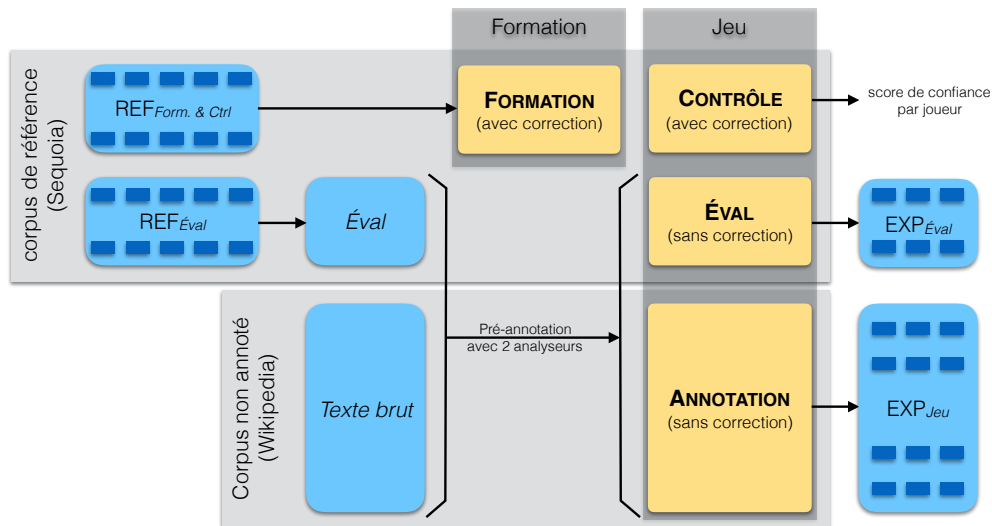 Formation
Jeu
corpus de référence
(Sequoia)
REFForm. & Ctrl
FORMATION
(avec correction)
CONTRÔLE
(avec correction)
score de confiance
par joueur
REFÉval
Éval
ÉVAL
(sans correction)
EXPÉval
Corpus non annoté
(Wikipedia)
Texte brut
Pré-annotation
avec 2 analyseurs
ANNOTATION
(sans correction)
EXPJeu